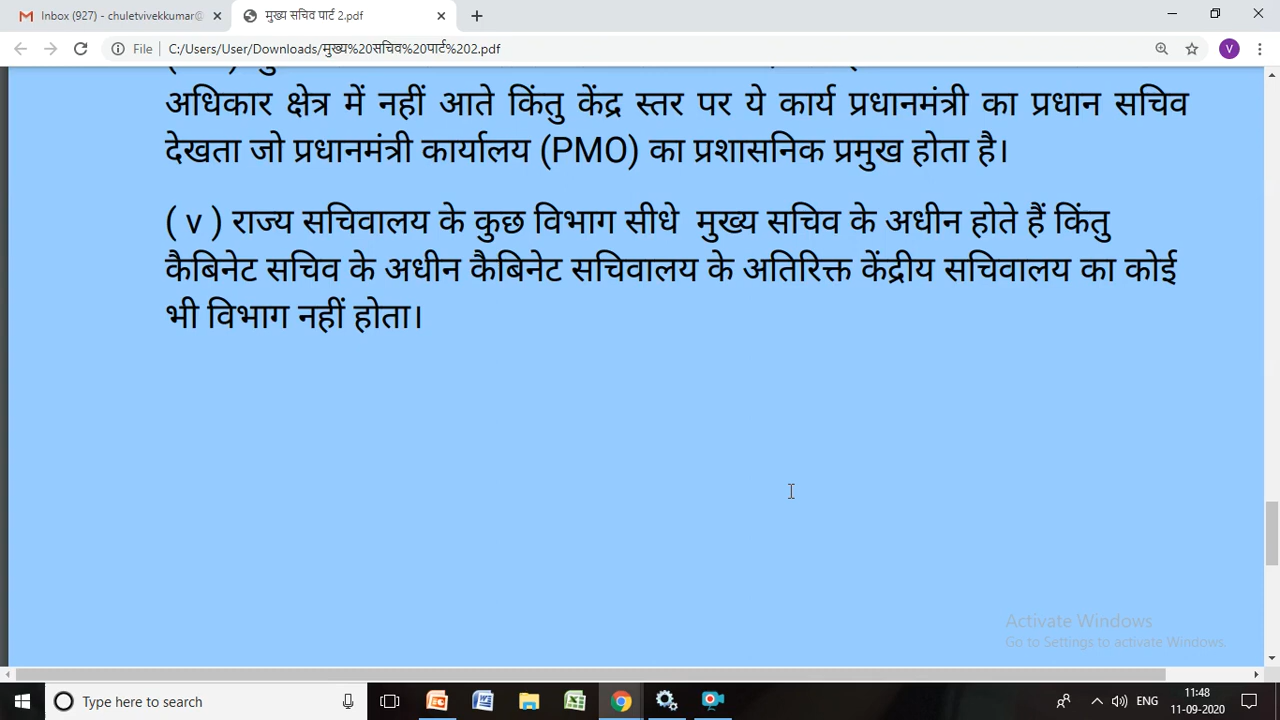 Inbox (927) - chuletvivekkumar@
मुख्य सचिव पार्ट 2.pdf
File
C:/Users/User/Downloads/मुख्य%20सचिव%20पार्ट%202.pdf
V
अधिकार क्षेत्र में नहीं आते किंतु केंद्र स्तर पर ये कार्य प्रधानमंत्री का प्रधान सचिव
देखता जो प्रधानमंत्री कार्यालय (PMO) का प्रशासनिक प्रमुख होता है।
( v ) राज्य सचिवालय के कुछ विभाग सीधे मुख्य सचिव के अधीन होते हैं किंतु
कैबिनेट सचिव के अधीन कैबिनेट सचिवालय के अतिरिक्त केंद्रीय सचिवालय का कोई
भी विभाग नहीं होता।
Activate Windows
Go to Settings to activate Windows.
Type here to search
ENG
11:48
11-09-2020